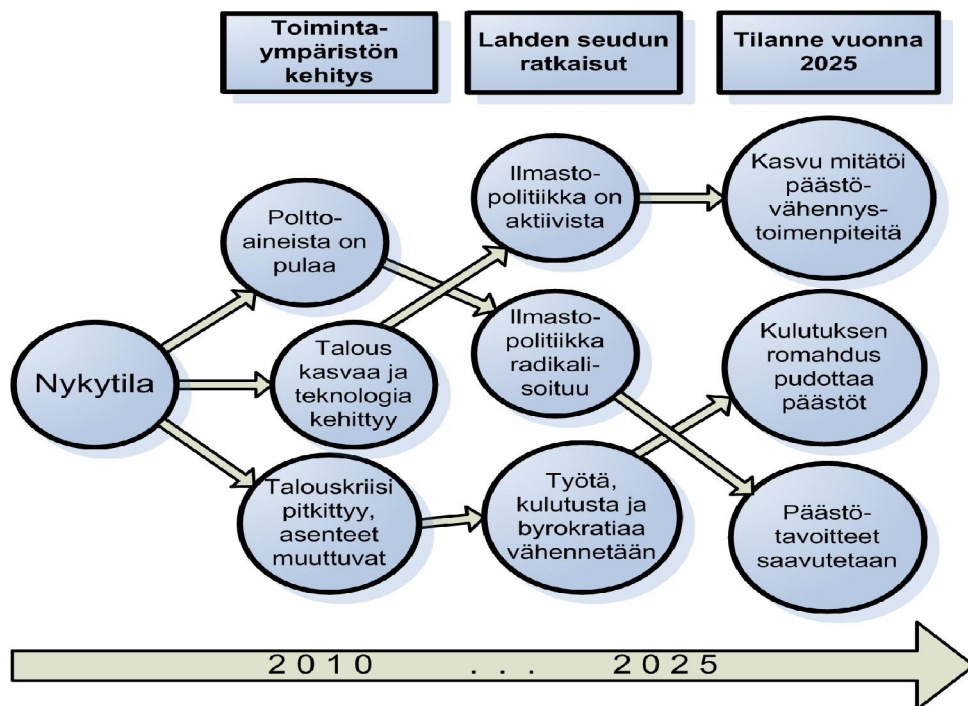 Toiminta-
ympäristön
kehitys
Lahden seudun
ratkaisut
Tilanne vuonna
2025
Nykytila
Poltto-
aineista on
pulaa
Talous
kasvaa ja
teknologia
kehittyy
Talouskriisi
pitkittyy,
asenteet
muuttuvat
Ilmasto-
politiikka on
aktiivista
Ilmasto-
politiikka
radikali-
soituu
Työtä,
kulutusta ja
byrokratiaa
vähennetään
Kasvu mitätöi
päästö-
vähennys-
toimenpiteitä
Kulutuksen
romahdus
pudottaa
päästöt
Päästö-
tavoitteet
saavutetaan
2010 ... 2025